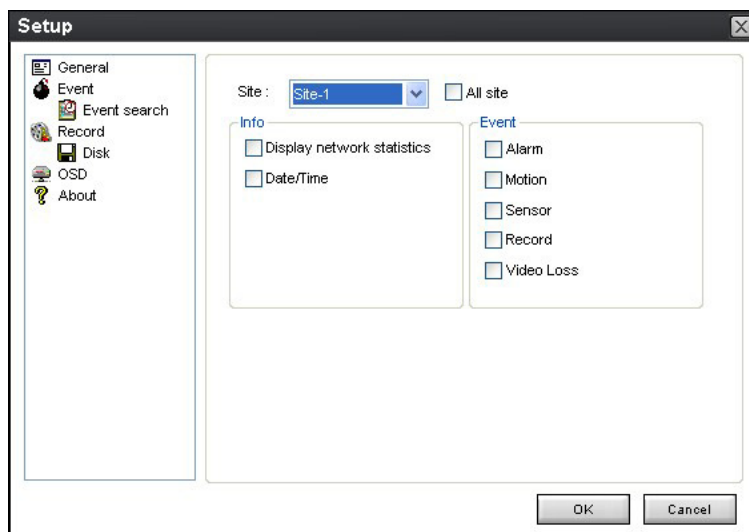 Setup
General
Event
Event search
Record
Disk
OSD
About
Site :
Site-1
All site
Info
Display network statistics
Date/Time
Event
Alarm
Motion
Sensor
Record
Video Loss
OK
Cancel